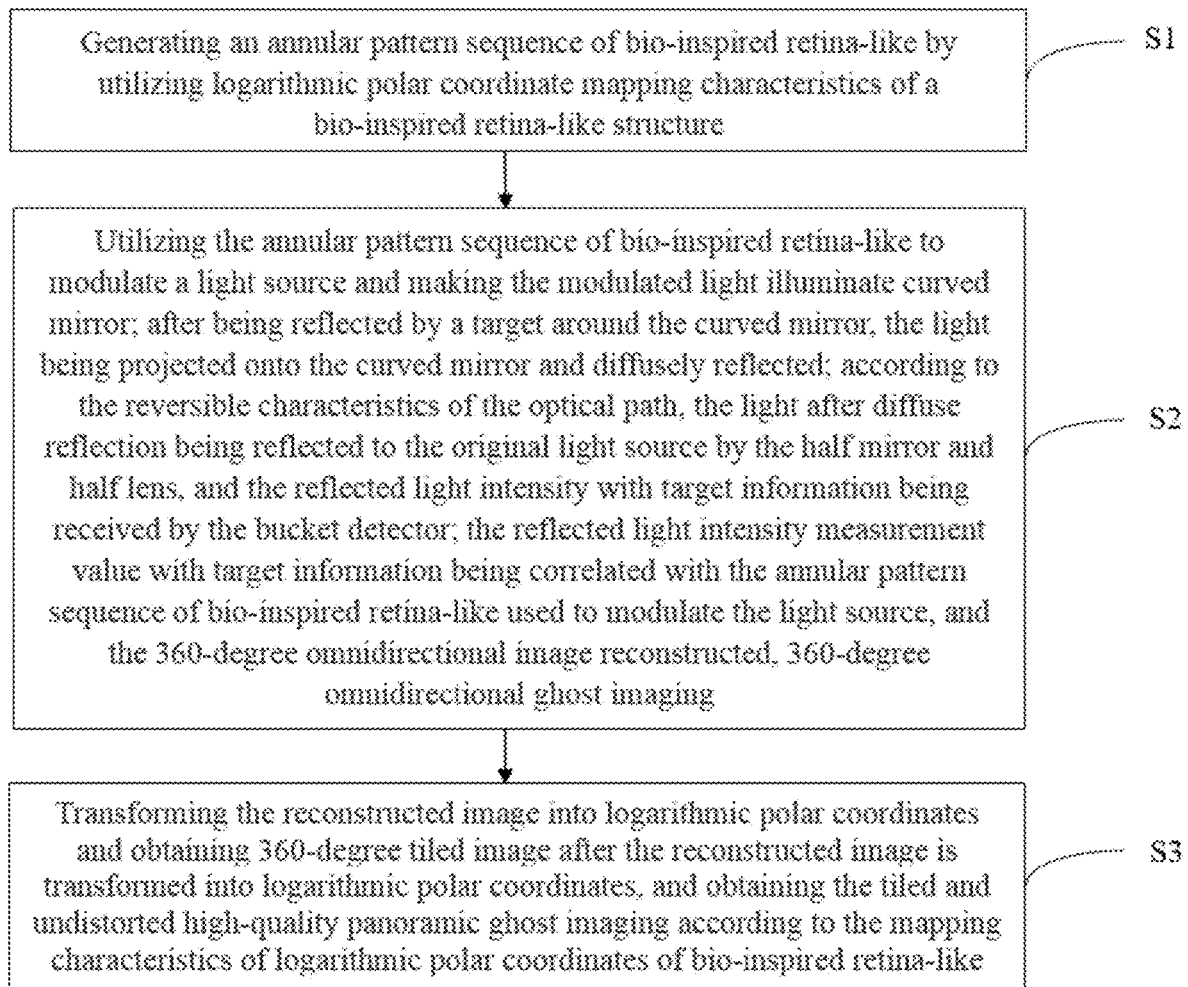 Generating an annular pattern sequence of bio-inspired retina-like by
utilizing logarithmic polar coordinate mapping characteristics of a
bio-inspired retina-like structure
S1
Utilizing the annular pattern sequence of bio-inspired retina-like to
modulate a light source and making the modulated light illuminate curved
mirror; after being reflected by a target around the curved mirror, the light
being projected onto the curved mirror and diffusely reflected; according to
the reversible characteristics of the optical path, the light after diffuse
reflection being reflected to the original light source by the half mirror and
half lens, and the reflected light intensity with target information being
received by the bucket detector; the reflected light intensity measurement
value with target information being correlated with the annular pattern
sequence of bio-inspired retina-like used to modulate the light source, and
the 360-degree omnidirectional image reconstructed, 360-degree
omnidirectional ghost imaging
S2
Transforming the reconstructed image into logarithmic polar coordinates
and obtaining 360-degree tiled image after the reconstructed image is
transformed into logarithmic polar coordinates, and obtaining the tiled and
undistorted high-quality panoramic ghost imaging according to the mapping
characteristics of logarithmic polar coordinates of bio-inspired retina-like
S3